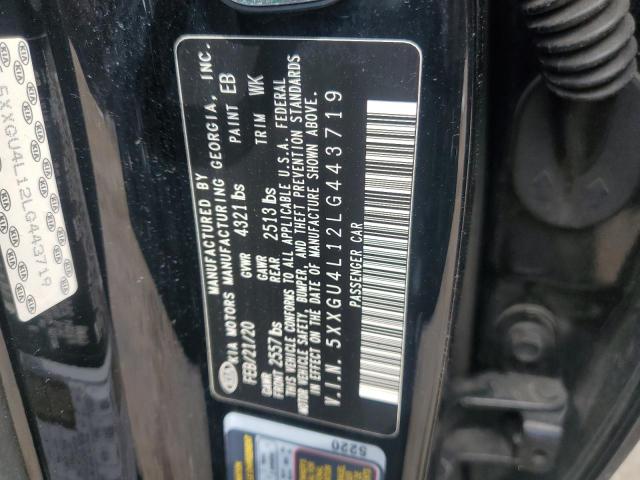 5XXGU4L12LG443719
MANUFACTURED BY
KIA MOTORS MANUFACTURING GEORGIA, INC.
FEB/21/20 GVWR 4321 lbs PAINT EB
GAWR FRONT 2557 lbs GAWR REAR 2513 lbs TRIM WK
THIS VEHICLE CONFORMS TO ALL APPLICABLE U.S.A. FEDERAL
MOTOR VEHICLE SAFETY, BUMPER, AND THEFT PREVENTION STANDARDS
IN EFFECT ON THE DATE OF MANUFACTURE SHOWN ABOVE.
V.I.N. 5XXGU4L12LG443719
PASSENGER CAR
5220